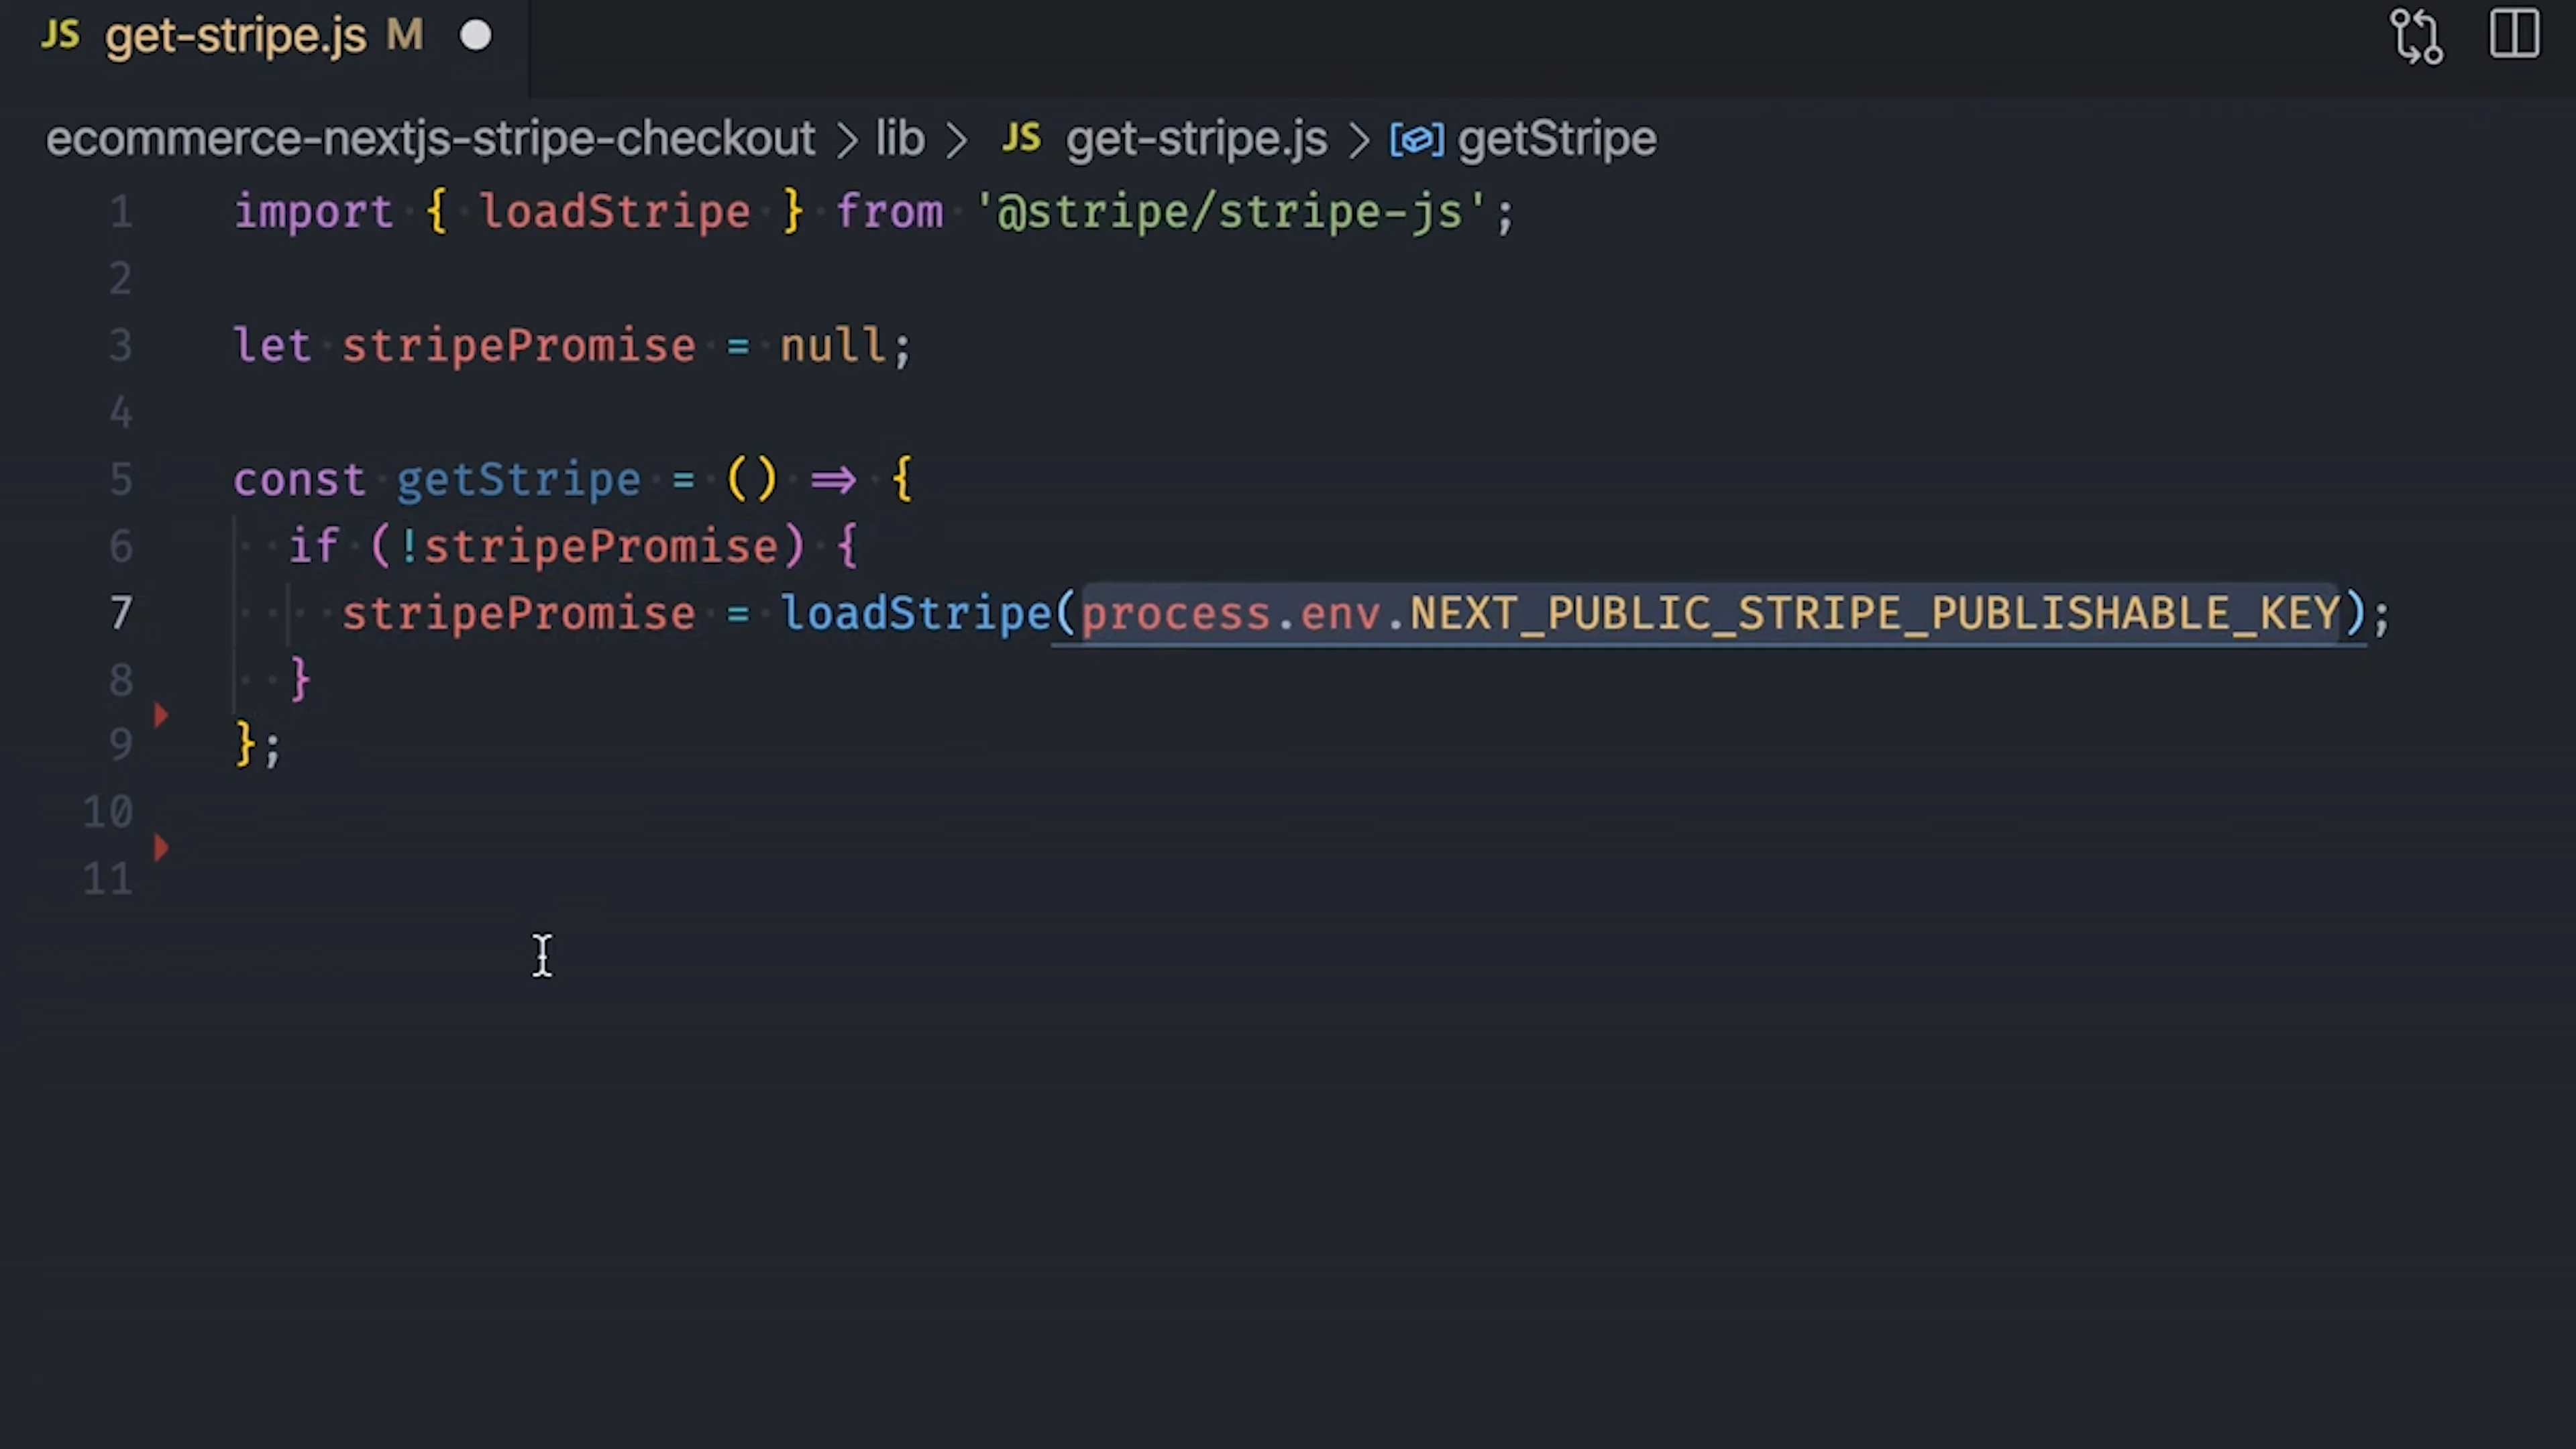 JS get-stripe.js M
ecommerce-nextjs-stripe-checkout > lib > JS get-stripe.js > getStripe
1 import { loadStripe } from '@stripe/stripe-js';
2
3 let stripePromise = null;
4
5 const getStripe = () => {
6 if (!stripePromise) {
7 stripePromise = loadStripe(process.env.NEXT_PUBLIC_STRIPE_PUBLISHABLE_KEY);
8 }
9 };
10
11